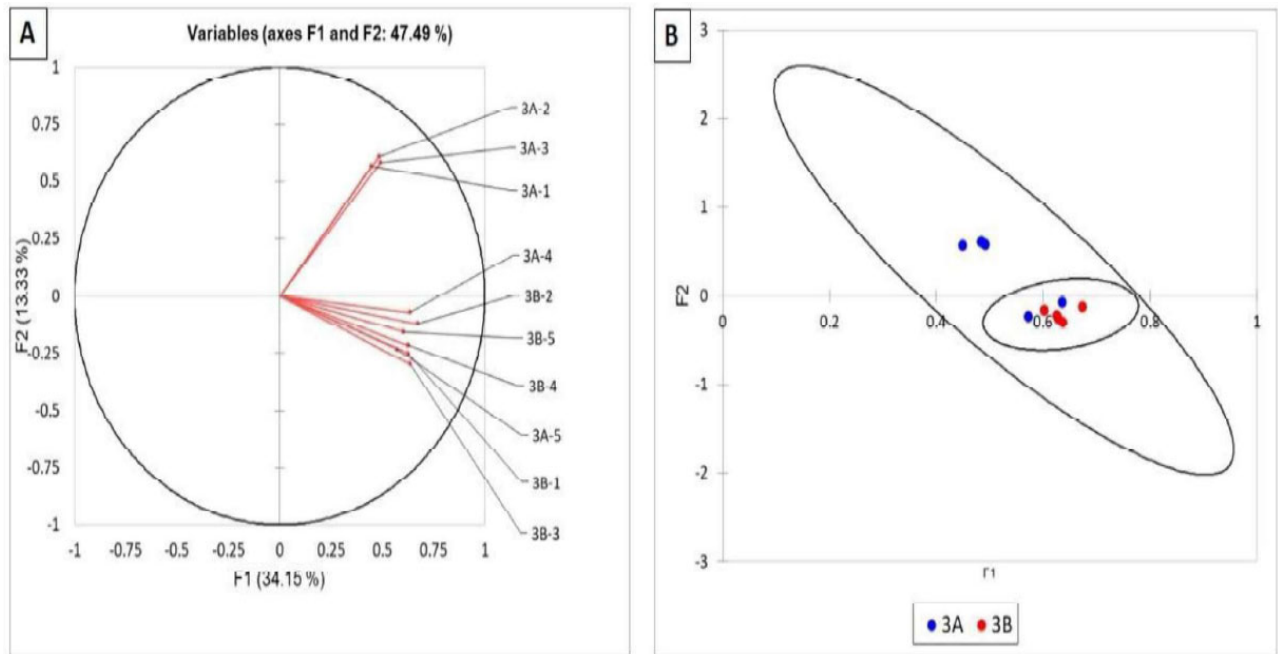 A
Variables (axes F1 and F2: 47.49 %)
1
0.75
0.5
0.25
0
-0.25
-0.5
-0.75
-1
F2 (13.33 %)
-1 -0.75 -0.5 -0.25 0 0.25 0.5 0.75 1
F1 (34.15 %)
3A-2
3A-3
3A-1
3A-4
3B-2
3B-5
3B-4
3A-5
3B-1
3B-3
B
3
2
1
0
-1
-2
-3
F2
0 0.2 0.4 0.6 0.8 1
F1
3A 3B